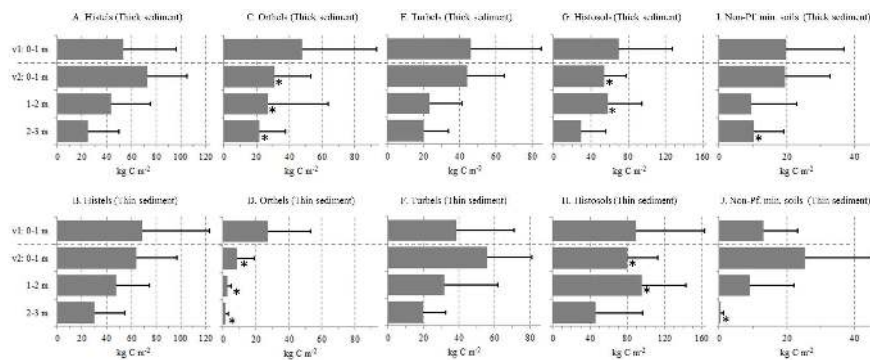 A. Histels (Thick sediment)
C. Orthels (Thick sediment)
E. Turbels (Thick sediment)
G. Histosols (Thick sediment)
I. Non-Pf. min. soils (Thick sediment)
v1: 0-1 m
v2: 0-1 m
1-2 m
2-3 m
* * * * * *
0 20 40 60 80 100 120
0 20 40 60 80
0 20 40 60 80
0 40 80 120 160
0 20 40
kg C m-2 kg C m-2 kg C m-2 kg C m-2 kg C m-2
B. Histels (Thin sediment)
D. Orthels (Thin sediment)
F. Turbels (Thin sediment)
H. Histosols (Thin sediment)
J. Non-Pf. min. soils (Thin sediment)
v1: 0-1 m
v2: 0-1 m
1-2 m
2-3 m
* * * * * *
0 20 40 60 80 100 120
0 20 40 60 80
0 20 40 60 80
0 40 80 120 160
0 20 40
kg C m-2 kg C m-2 kg C m-2 kg C m-2 kg C m-2